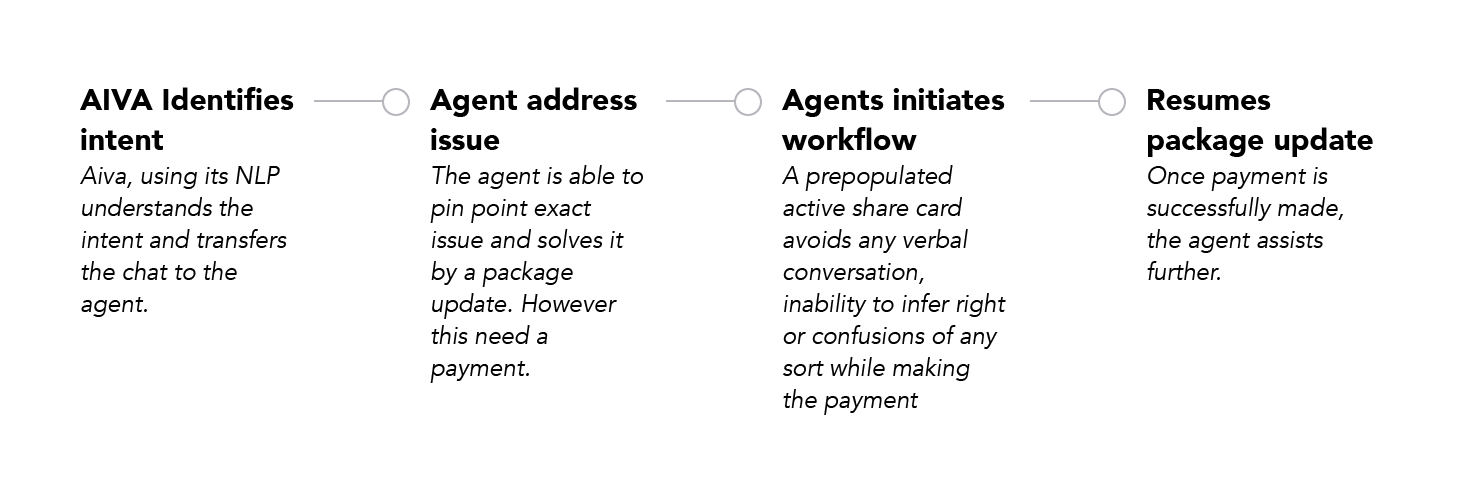 AIVA Identifies
intent
Aiva, using its NLP
understands the
intent and transfers
the chat to the
agent.
Agent address
issue
The agent is able to
pin point exact
issue and solves it
by a package
update. However
this need a
payment.
Agents initiates
workflow
A prepopulated
active share card
avoids any verbal
conversation,
inability to infer right
or confusions of any
sort while making
the payment
Resumes
package update
Once payment is
successfully made,
the agent assists
further.